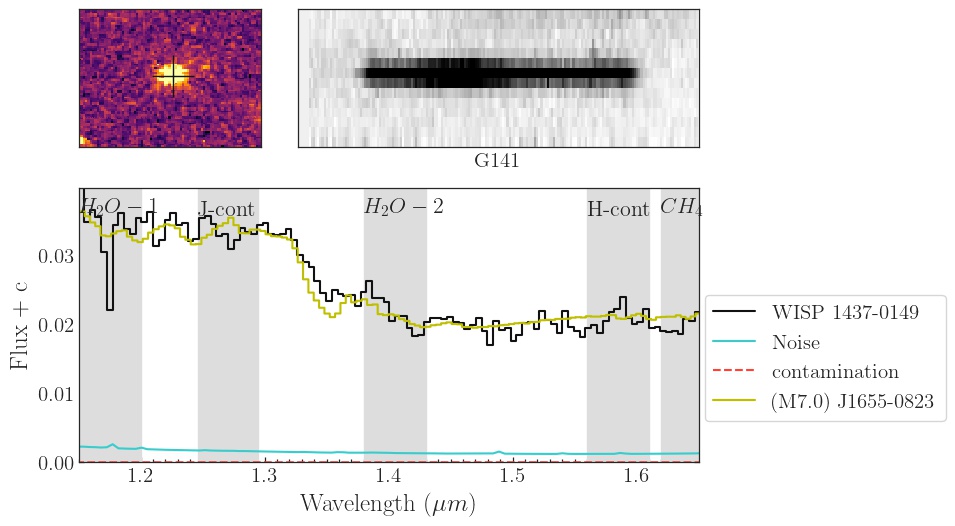 G141
H₂O − 1
J-cont
H₂O − 2
H-cont
CH₄
0.03
0.02
0.01
0.00
Flux + c
1.2
1.3
1.4
1.5
1.6
Wavelength (μm)
WISP 1437-0149
Noise
contamination
(M7.0) J1655-0823